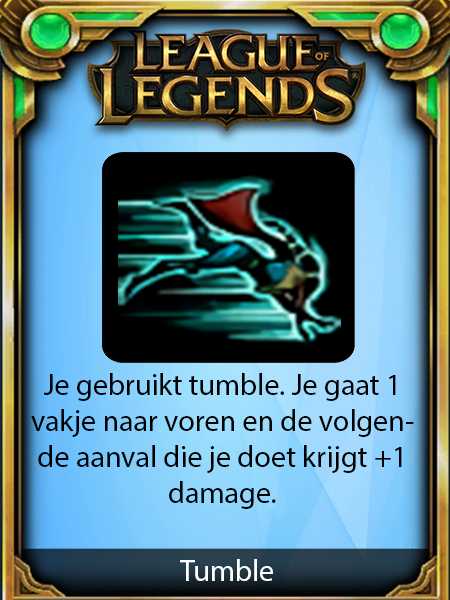 LEAGUE OF
LEGENDS®
Je gebruikt tumble. Je gaat 1
vakje naar voren en de volgen-
de aanval die je doet krijgt +1
damage.
Tumble